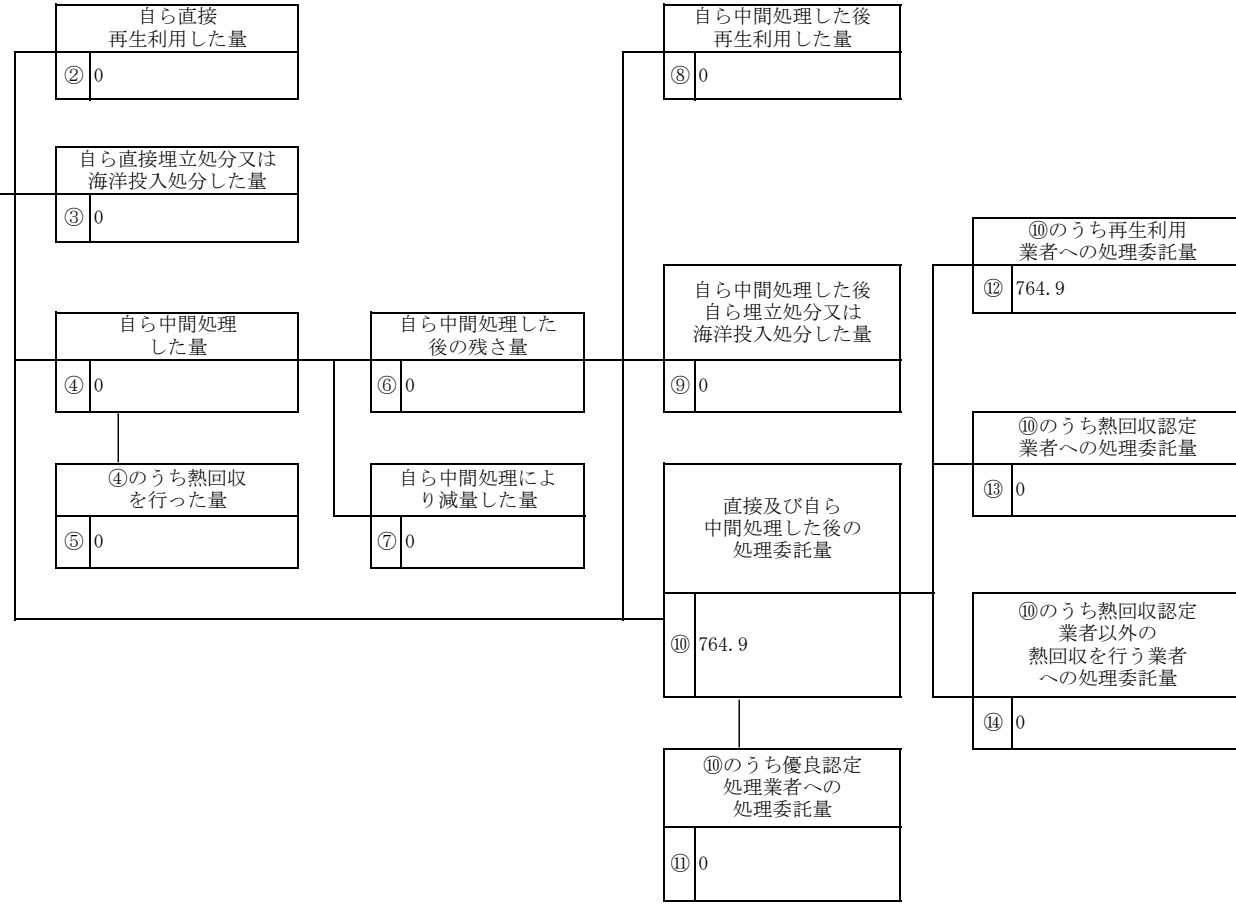 自ら直接
再生利用した量
② 0
自ら直接埋立処分又は
海洋投入処分した量
③ 0
自ら中間処理
した量
④ 0
④のうち熱回収
を行った量
⑤ 0
自ら中間処理した
後の残さ量
⑥ 0
自ら中間処理によ
り減量した量
⑦ 0
自ら中間処理した後
再生利用した量
⑧ 0
自ら中間処理した後
自ら埋立処分又は
海洋投入処分した量
⑨ 0
直接及び自ら
中間処理した後の
処理委託量
⑩ 764.9
⑩のうち優良認定
処理業者への
処理委託量
⑪ 0
⑩のうち再生利用
業者への処理委託量
⑫ 764.9
⑩のうち熱回収認定
業者への処理委託量
⑬ 0
⑩のうち熱回収認定
業者以外の
熱回収を行う業者
への処理委託量
⑭ 0